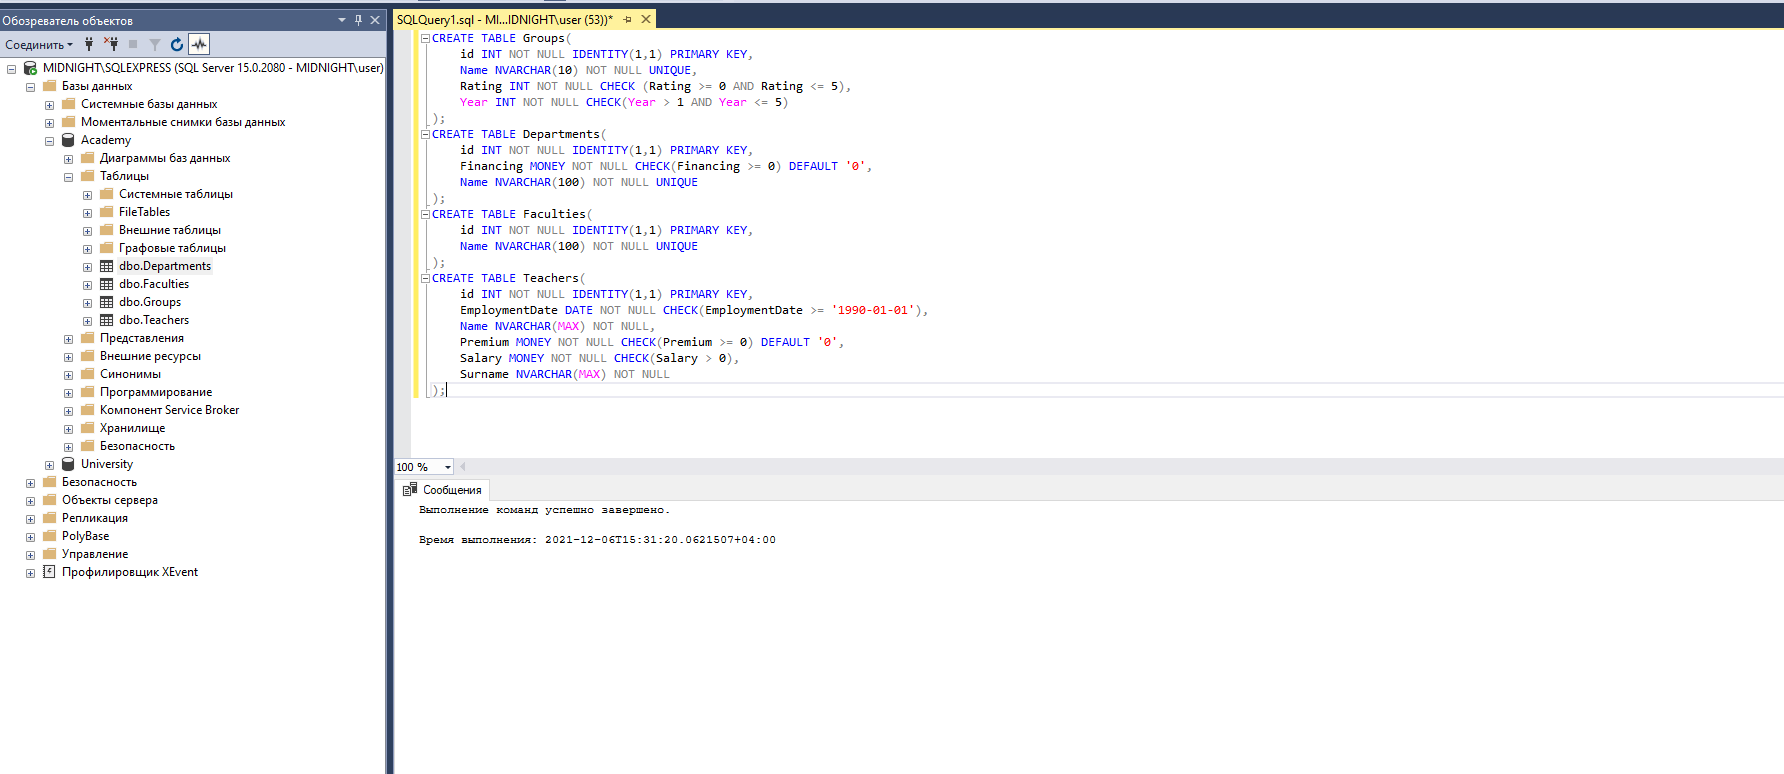 Обозреватель объектов
Соединить
MIDNIGHT\SQLEXPRESS (SQL Server 15.0.2080 - MIDNIGHT\user)
Базы данных
Системные базы данных
Моментальные снимки базы данных
Academy
Диаграммы баз данных
Таблицы
Системные таблицы
FileTables
Внешние таблицы
Графовые таблицы
dbo.Departments
dbo.Faculties
dbo.Groups
dbo.Teachers
Представления
Внешние ресурсы
Синонимы
Программирование
Компонент Service Broker
Хранилище
Безопасность
University
Безопасность
Объекты сервера
Репликация
PolyBase
Управление
Профилировщик XEvent
SQLQuery1.sql - MI...IDNIGHT\user (53))*
CREATE TABLE Groups(
id INT NOT NULL IDENTITY(1,1) PRIMARY KEY,
Name NVARCHAR(10) NOT NULL UNIQUE,
Rating INT NOT NULL CHECK (Rating >= 0 AND Rating <= 5),
Year INT NOT NULL CHECK(Year > 1 AND Year <= 5)
);
CREATE TABLE Departments(
id INT NOT NULL IDENTITY(1,1) PRIMARY KEY,
Financing MONEY NOT NULL CHECK(Financing >= 0) DEFAULT '0',
Name NVARCHAR(100) NOT NULL UNIQUE
);
CREATE TABLE Faculties(
id INT NOT NULL IDENTITY(1,1) PRIMARY KEY,
Name NVARCHAR(100) NOT NULL UNIQUE
);
CREATE TABLE Teachers(
id INT NOT NULL IDENTITY(1,1) PRIMARY KEY,
EmploymentDate DATE NOT NULL CHECK(EmploymentDate >= '1990-01-01'),
Name NVARCHAR(MAX) NOT NULL,
Premium MONEY NOT NULL CHECK(Premium >= 0) DEFAULT '0',
Salary MONEY NOT NULL CHECK(Salary > 0),
Surname NVARCHAR(MAX) NOT NULL
);
100 %
Сообщения
Выполнение команд успешно завершено.
Время выполнения: 2021-12-06T15:31:20.0621507+04:00